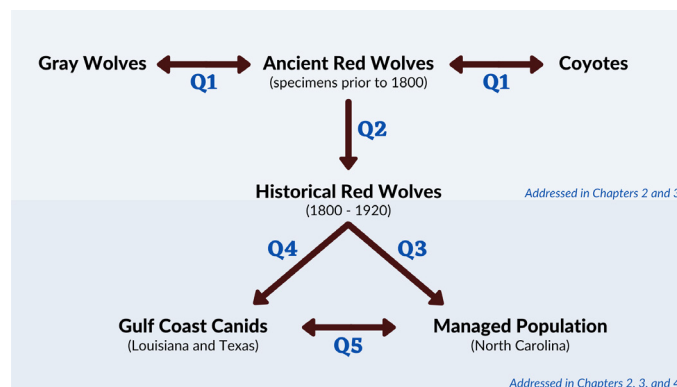 Gray Wolves Ancient Red Wolves Coyotes
Q1 (specimens prior to 1800) Q1
Q2
Historical Red Wolves
(1800 - 1920)
Addressed in Chapters 2 and 3
Q4 Q3
Gulf Coast Canids Managed Population
(Louisiana and Texas) Q5 (North Carolina)
Addressed in Chapters 2, 3, and 4